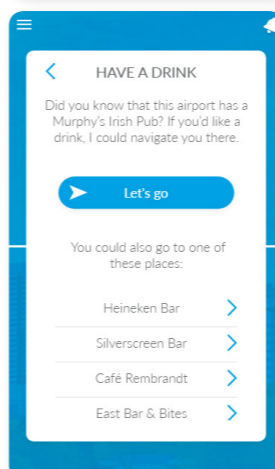 HAVE A DRINK
Did you know that this airport has a
Murphy's Irish Pub? If you'd like a
drink, I could navigate you there.
Let's go
You could also go to one of
these places:
Heineken Bar
Silverscreen Bar
Café Rembrandt
East Bar & Bites